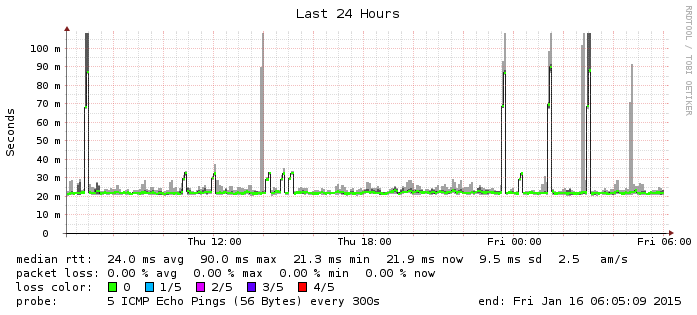 Last 24 Hours
RRDTOOL / TOBI OETIKER
Seconds
100 m
90 m
80 m
70 m
60 m
50 m
40 m
30 m
20 m
10 m
0
Thu 12:00 Thu 18:00 Fri 00:00 Fri 06:00
median rtt: 24.0 ms avg 90.0 ms max 21.3 ms min 21.9 ms now 9.5 ms sd 2.5 am/s
packet loss: 0.00 % avg 0.00 % max 0.00 % min 0.00 % now
loss color: 0 1/5 2/5 3/5 4/5
probe: 5 ICMP Echo Pings (56 Bytes) every 300s end: Fri Jan 16 06:05:09 2015